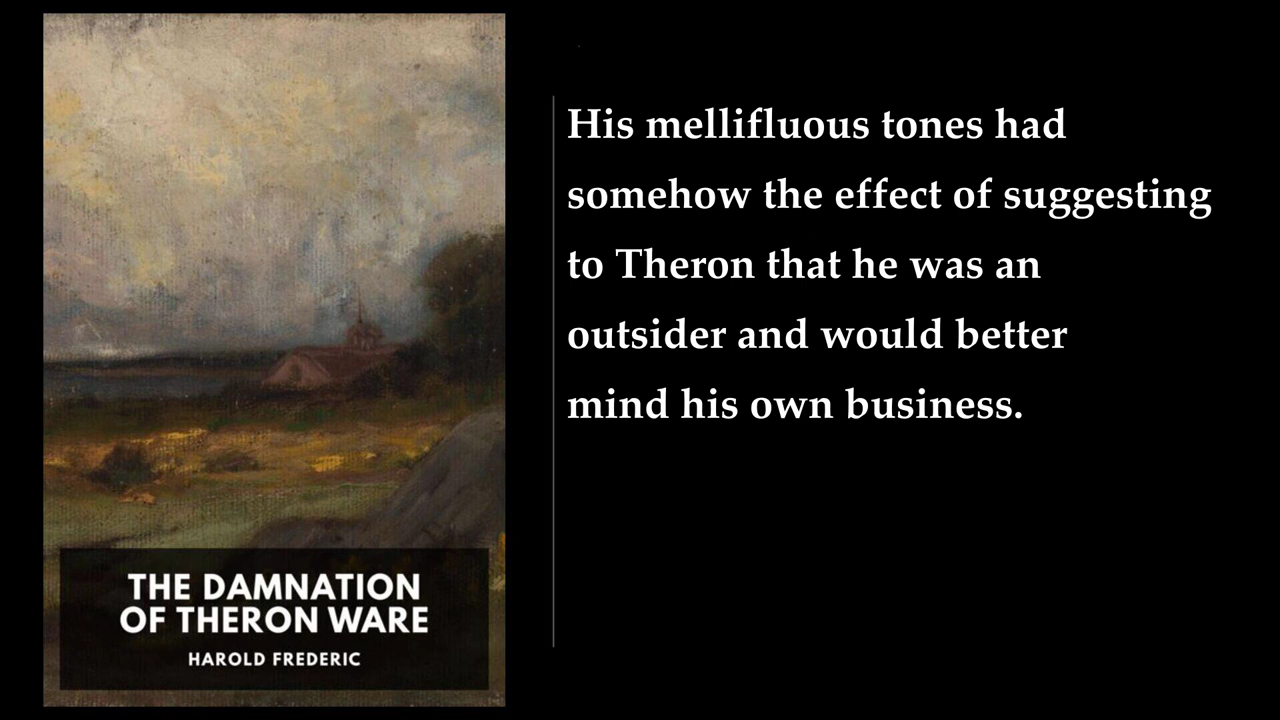 THE DAMNATION
OF THERON WARE
HAROLD FREDERIC
His mellifluous tones had
somehow the effect of suggesting
to Theron that he was an
outsider and would better
mind his own business.